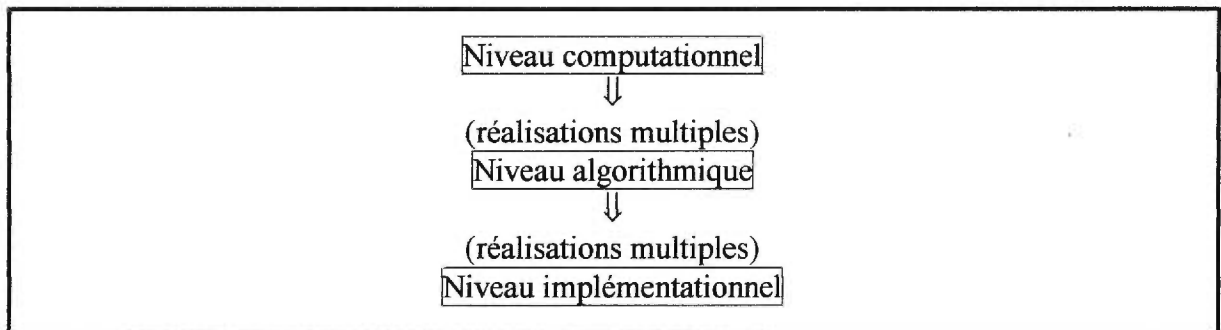 Niveau computationnel
⇓
(réalisations multiples)
Niveau algorithmique
⇓
(réalisations multiples)
Niveau implémentationnel